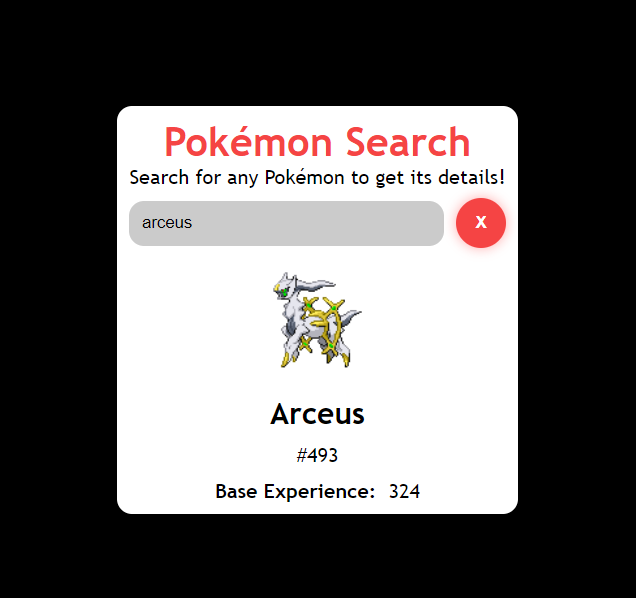 Pokémon Search
Search for any Pokémon to get its details!
arceus X
Arceus
#493
Base Experience: 324